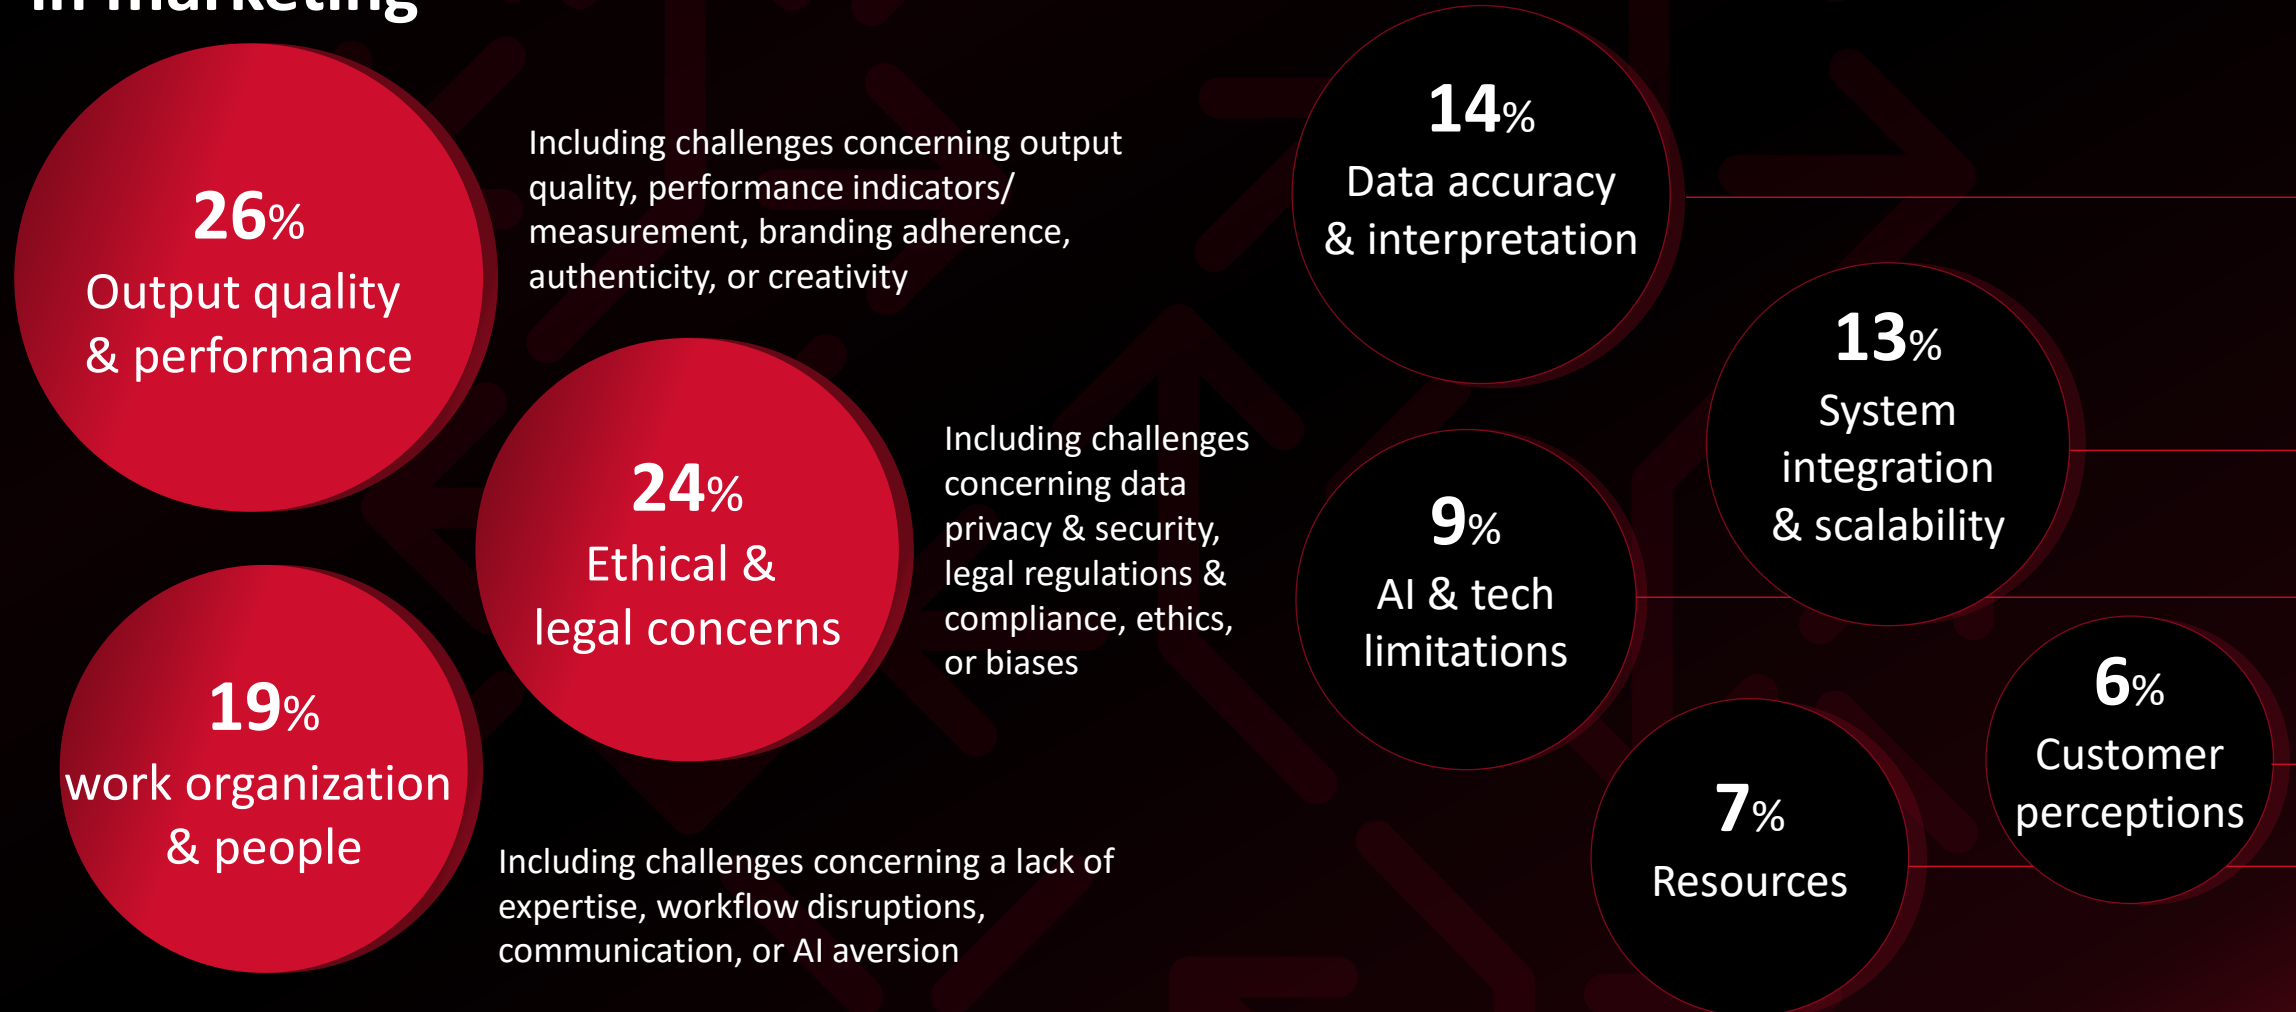 in marketing
26%
Output quality
& performance
Including challenges concerning output
quality, performance indicators/
measurement, branding adherence,
authenticity, or creativity
24%
Ethical &
legal concerns
Including challenges
concerning data
privacy & security,
legal regulations &
compliance, ethics,
or biases
19%
work organization
& people
Including challenges concerning a lack of
expertise, workflow disruptions,
communication, or AI aversion
14%
Data accuracy
& interpretation
13%
System
integration
& scalability
9%
AI & tech
limitations
6%
Customer
perceptions
7%
Resources